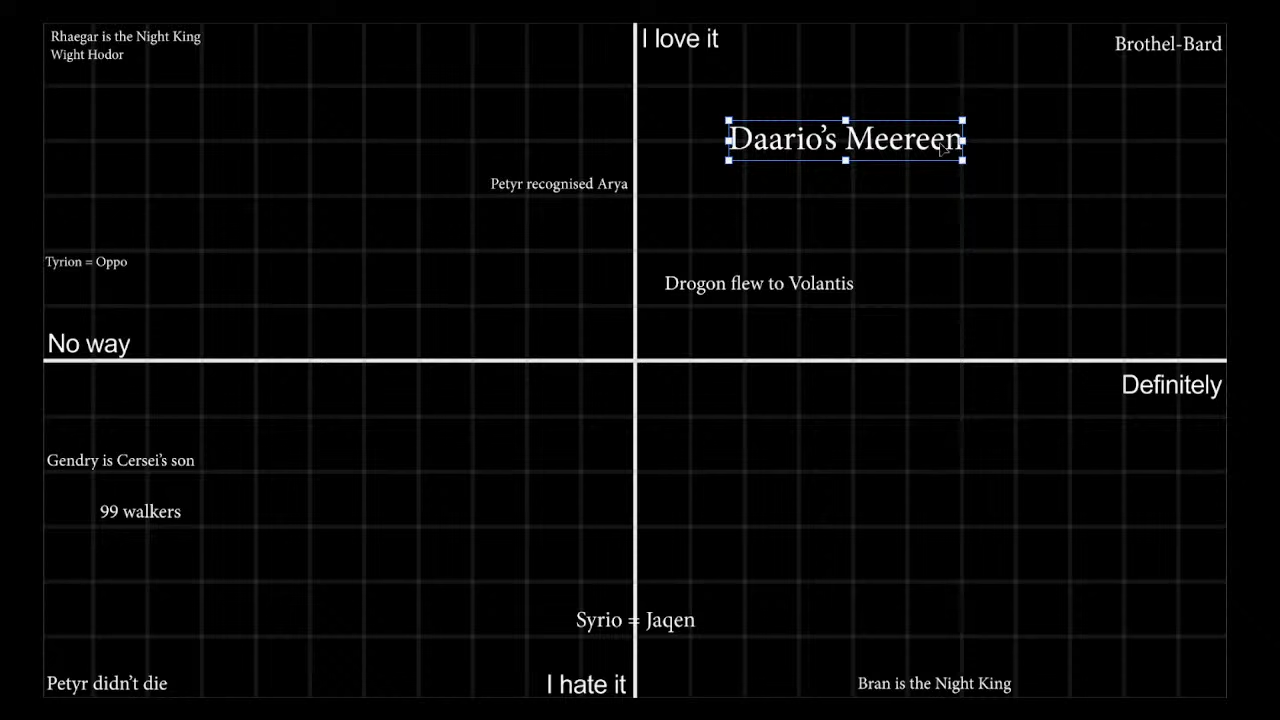 Rhaegar is the Night King
Wight Hodor
I love it
Brothel-Bard
Daario’s Meereen
Petyr recognised Arya
Tyrion = Oppo
Drogon flew to Volantis
No way
Definitely
Gendry is Cersei’s son
99 walkers
Syrio = Jaqen
Petyr didn’t die
I hate it
Bran is the Night King